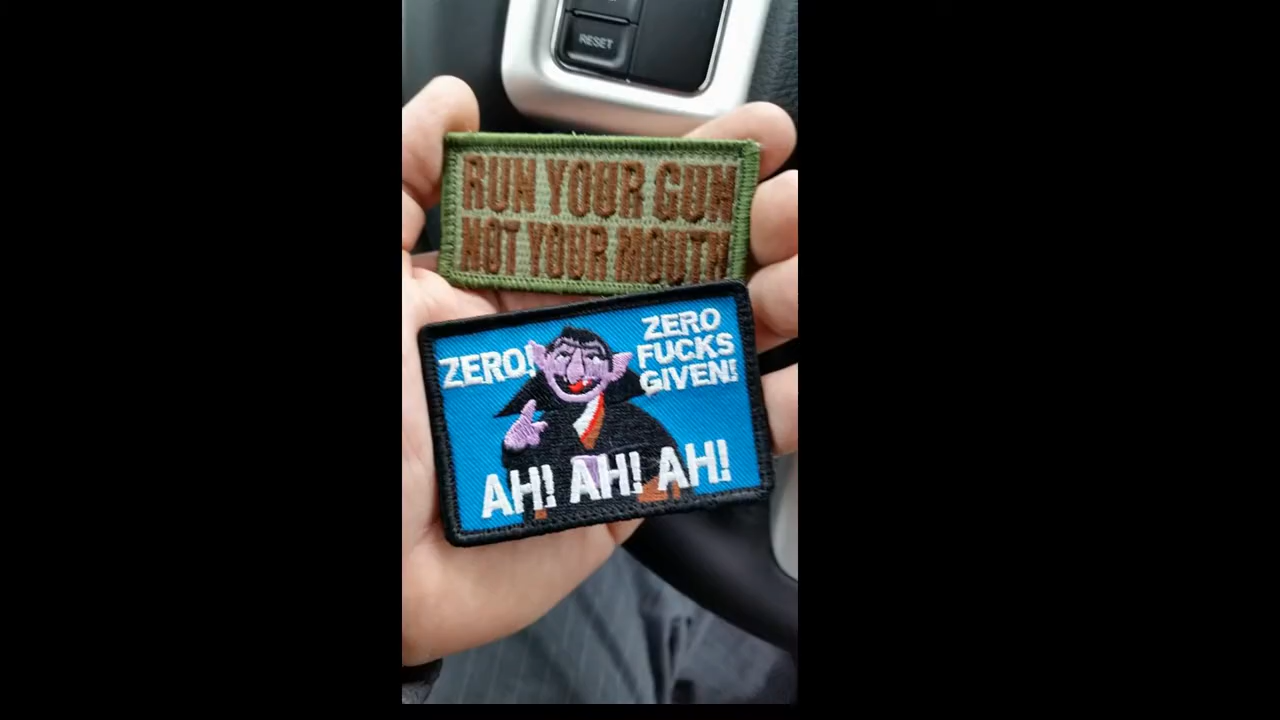 RESET
RUN YOUR GUN
NOT YOUR MOUTH
ZERO!
ZERO
FUCKS
GIVEN!
AH! AH! AH!